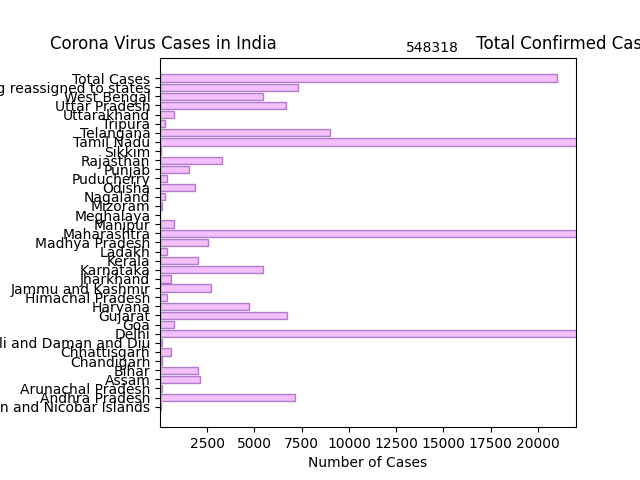 Corona Virus Cases in India
548318
Total Confirmed Cas
Total Cases
g reassigned to states
West Bengal
Uttar Pradesh
Uttarakhand
Tripura
Telangana
Tamil Nadu
Sikkim
Rajasthan
Punjab
Puducherry
Odisha
Nagaland
Mizoram
Meghalaya
Manipur
Maharashtra
Madhya Pradesh
Ladakh
Kerala
Karnataka
Jharkhand
Jammu and Kashmir
Himachal Pradesh
Haryana
Gujarat
Goa
Delhi
li and Daman and Diu
Chhattisgarh
Chandigarh
Bihar
Assam
Arunachal Pradesh
Andhra Pradesh
n and Nicobar Islands
2500 5000 7500 10000 12500 15000 17500 20000
Number of Cases